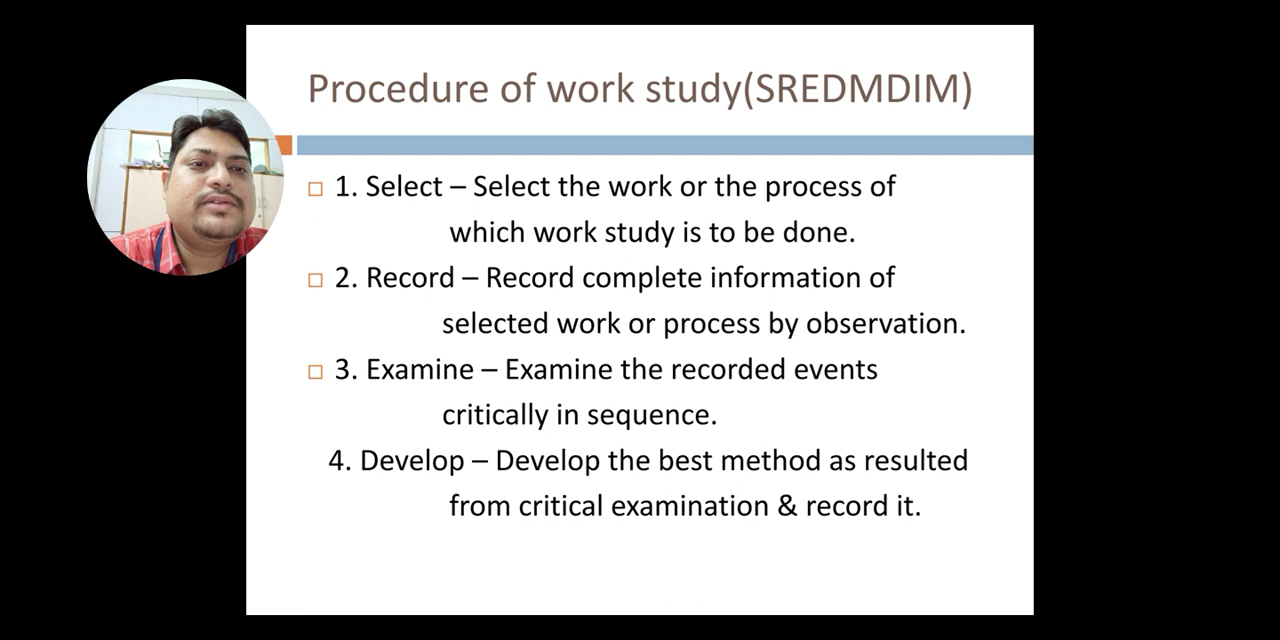 Procedure of work study(SREDMDIM)
1. Select – Select the work or the process of
which work study is to be done.
2. Record – Record complete information of
selected work or process by observation.
3. Examine – Examine the recorded events
critically in sequence.
4. Develop – Develop the best method as resulted
from critical examination & record it.